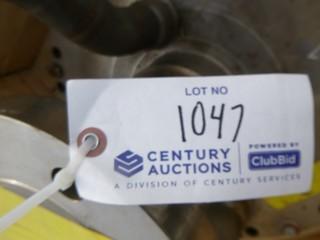 LOT NO
1047
CENTURY AUCTIONS
POWERED BY
ClubBid
A DIVISION OF CENTURY SERVICES